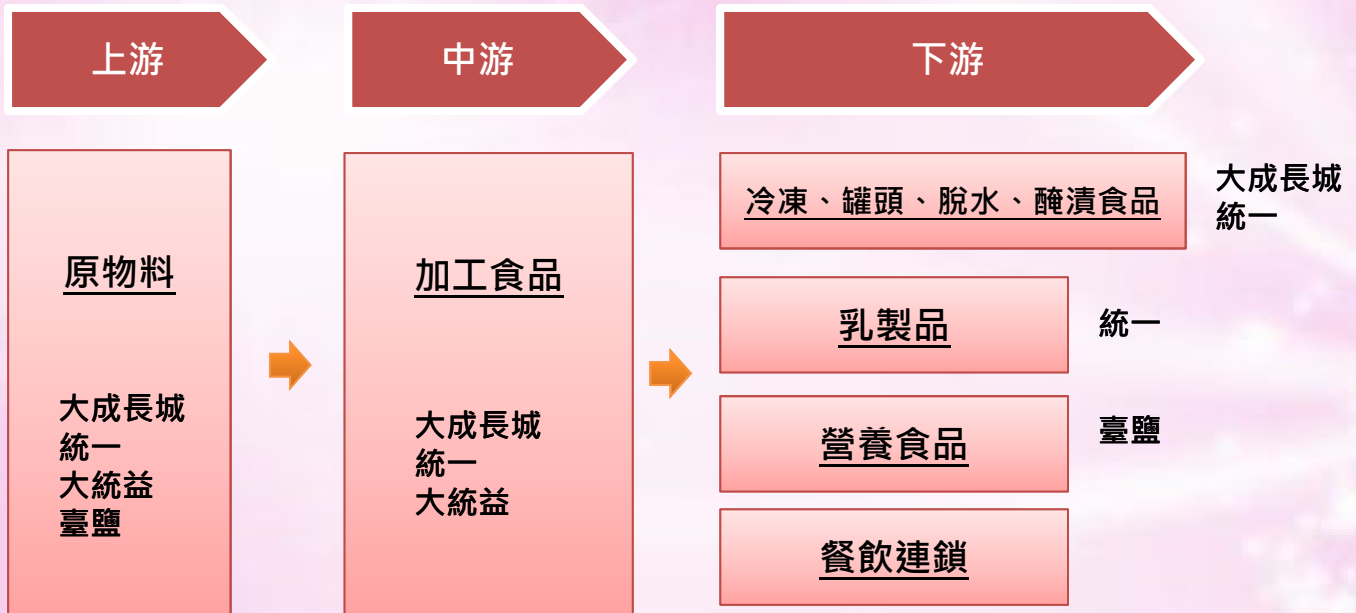 上游
中游
下游
原物料
大成長城
統一
大統益
臺鹽
加工食品
大成長城
統一
大統益
冷凍、罐頭、脫水、醃漬食品
大成長城
統一
乳製品
統一
營養食品
臺鹽
餐飲連鎖